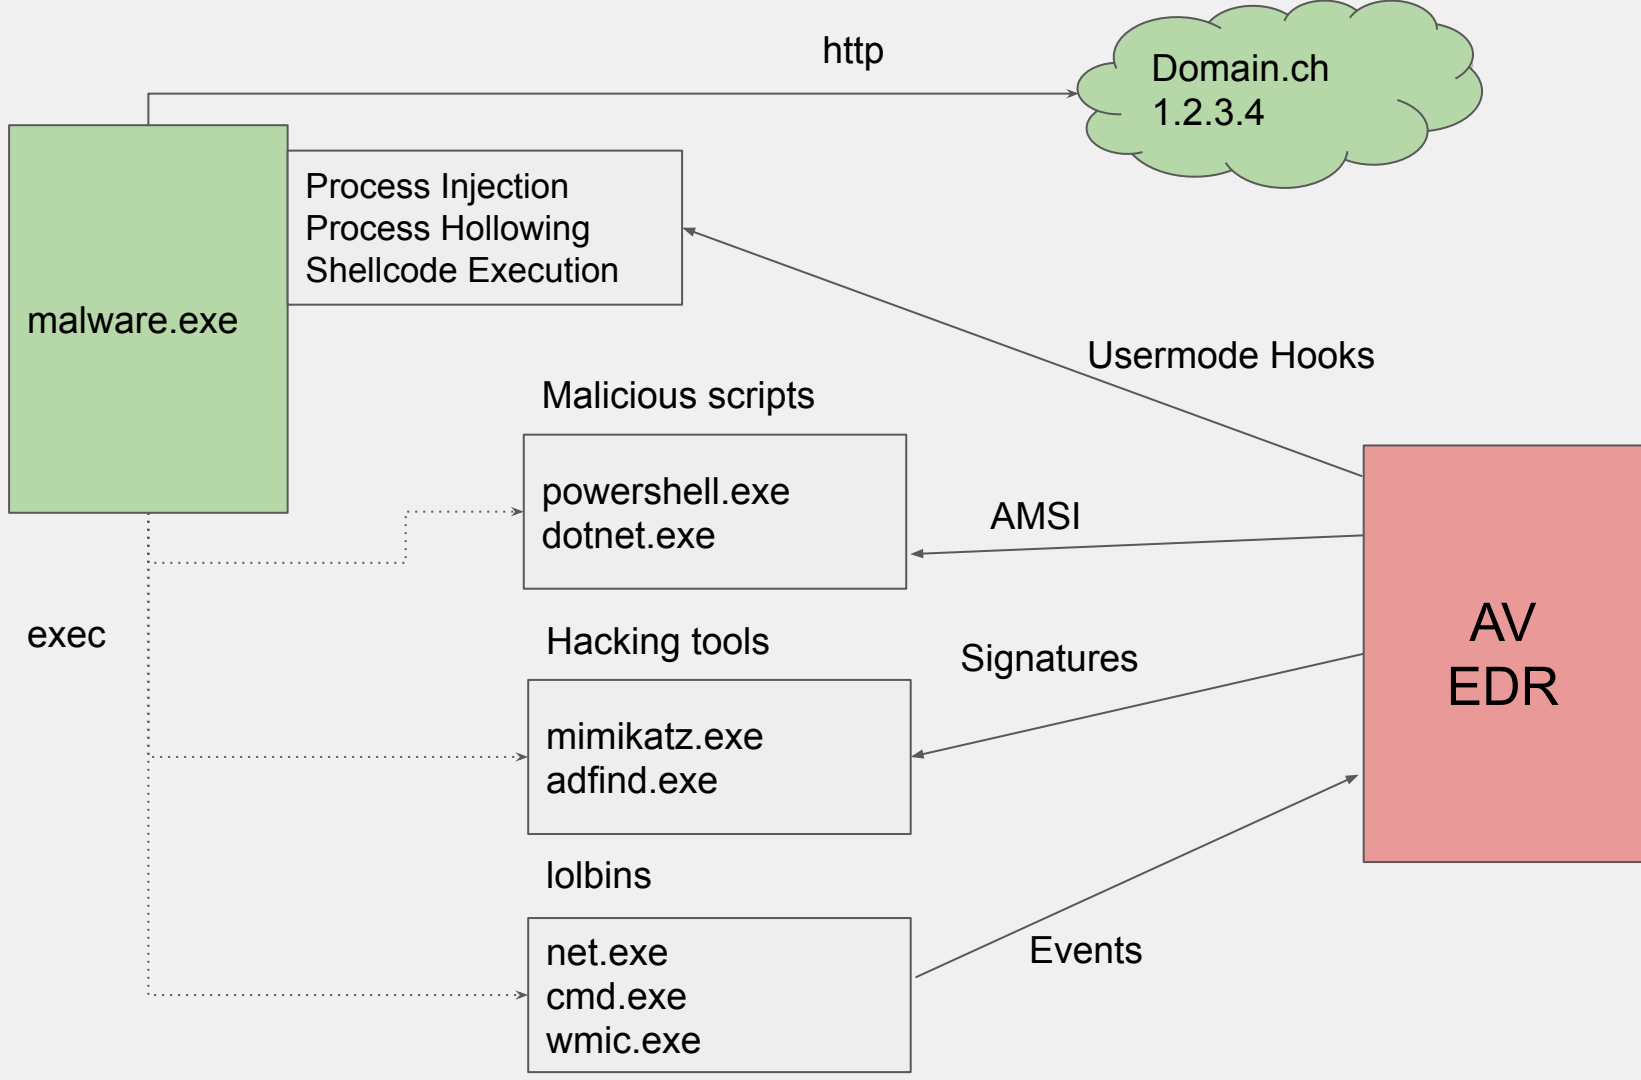 http
Domain.ch
1.2.3.4
Process Injection
Process Hollowing
Shellcode Execution
malware.exe
Usermode Hooks
Malicious scripts
powershell.exe
dotnet.exe
AMSI
exec
Hacking tools
Signatures
AV
EDR
mimikatz.exe
adfind.exe
lolbins
Events
net.exe
cmd.exe
wmic.exe